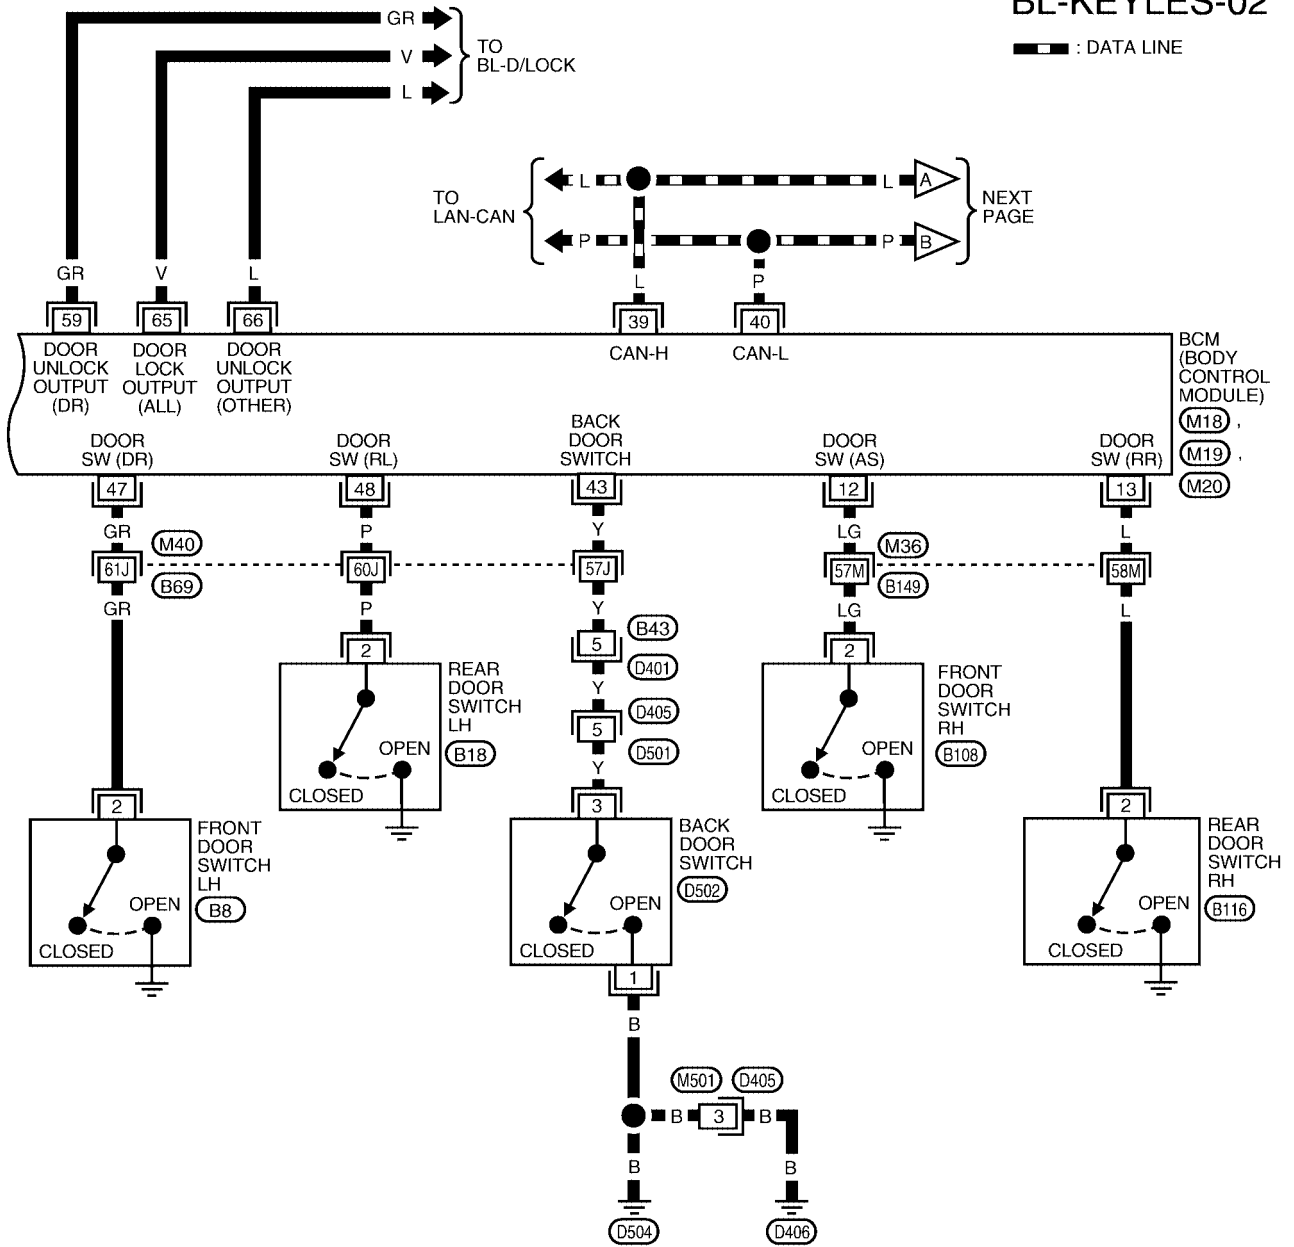 BL-KEYLES-02
: DATA LINE
GR
V
L
TO
BL-D/LOCK
TO
LAN-CAN
L
L
A
P
P
B
NEXT
PAGE
GR
V
L
L
P
59
65
66
39
40
DOOR
UNLOCK
OUTPUT
(DR)
DOOR
LOCK
OUTPUT
(ALL)
DOOR
UNLOCK
OUTPUT
(OTHER)
CAN-H
CAN-L
BCM
(BODY
CONTROL
MODULE)
M18 ,
M19 ,
M20
DOOR
SW (DR)
DOOR
SW (RL)
BACK
DOOR
SWITCH
DOOR
SW (AS)
DOOR
SW (RR)
47
48
43
12
13
GR
P
Y
LG
L
M40
M36
61J
60J
57J
57M
58M
B69
B149
GR
P
Y
LG
L
2
5
B43
D401
2
REAR
DOOR
SWITCH
LH
B18
OPEN
CLOSED
Y
5
D405
D501
Y
FRONT
DOOR
SWITCH
RH
B108
OPEN
CLOSED
2
3
2
FRONT
DOOR
SWITCH
LH
B8
OPEN
CLOSED
BACK
DOOR
SWITCH
D502
OPEN
CLOSED
REAR
DOOR
SWITCH
RH
B116
OPEN
CLOSED
1
B
M501
D405
B
3
B
B
B
D504
D406